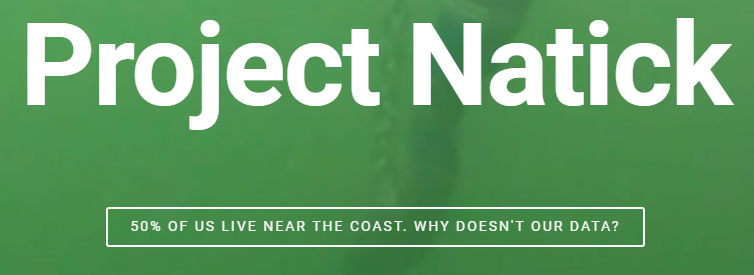 Project Natick
50% OF US LIVE NEAR THE COAST. WHY DOESN'T OUR DATA?